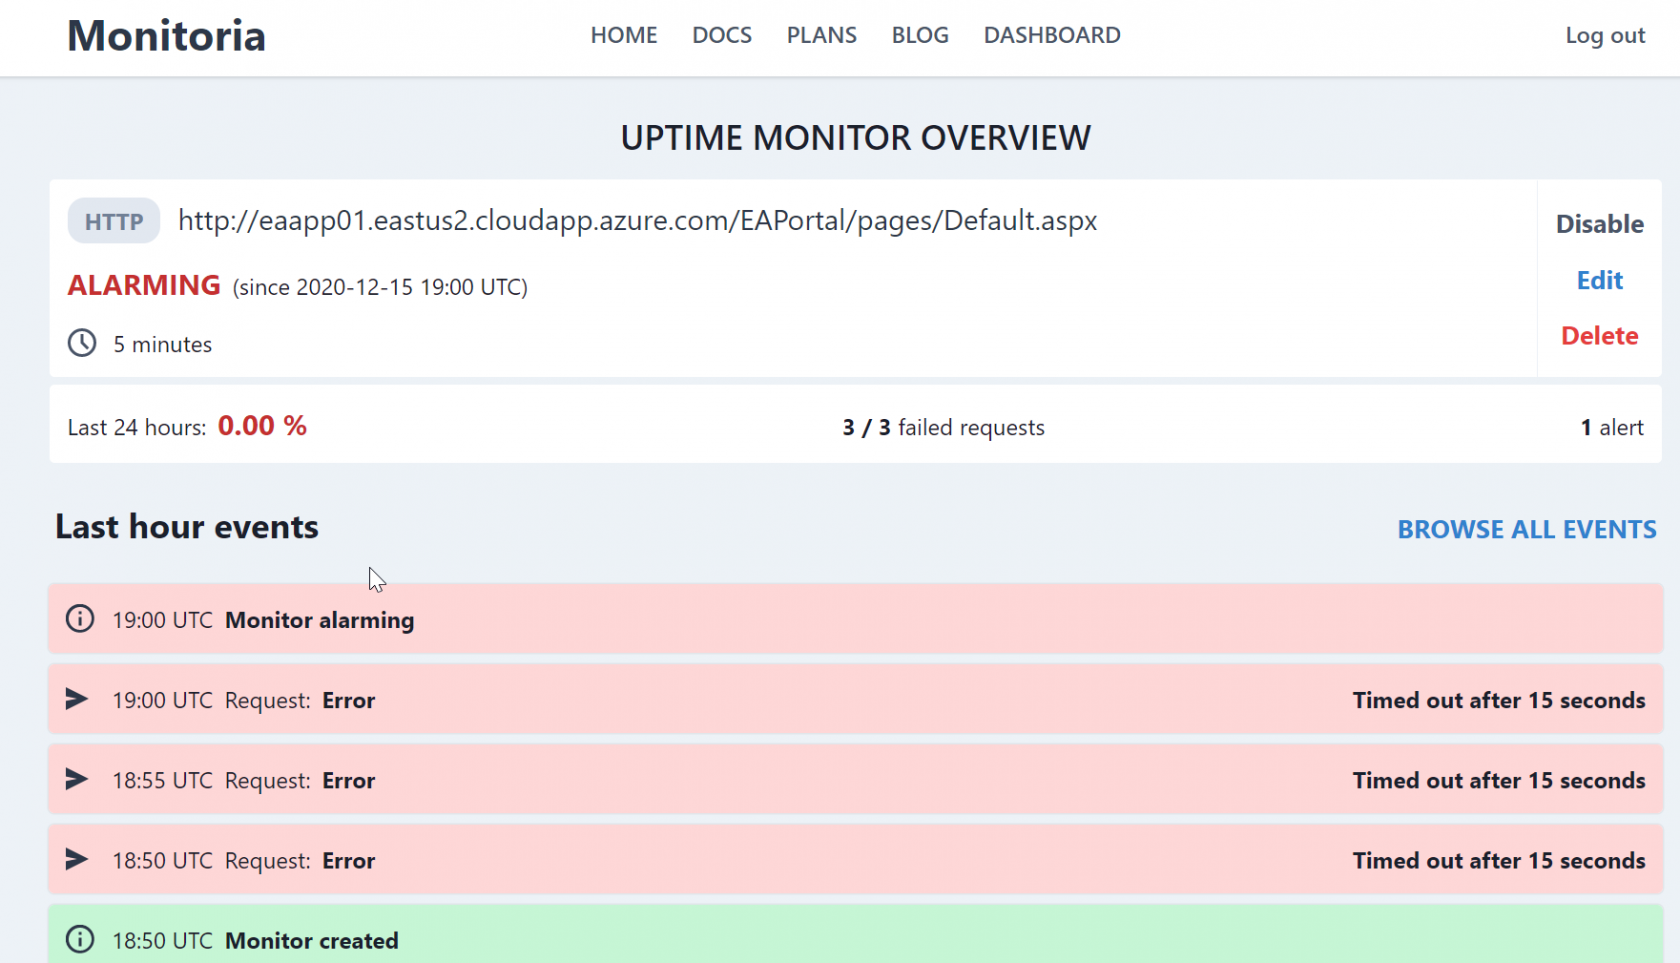 Monitoria
HOME DOCS PLANS BLOG DASHBOARD
Log out
UPTIME MONITOR OVERVIEW
HTTP http://eaapp01.eastus2.cloudapp.azure.com/EAPortal/pages/Default.aspx
Disable
ALARMING (since 2020-12-15 19:00 UTC)
Edit
5 minutes
Delete
Last 24 hours: 0.00 % 3 / 3 failed requests 1 alert
Last hour events BROWSE ALL EVENTS
19:00 UTC Monitor alarming
19:00 UTC Request: Error Timed out after 15 seconds
18:55 UTC Request: Error Timed out after 15 seconds
18:50 UTC Request: Error Timed out after 15 seconds
18:50 UTC Monitor created